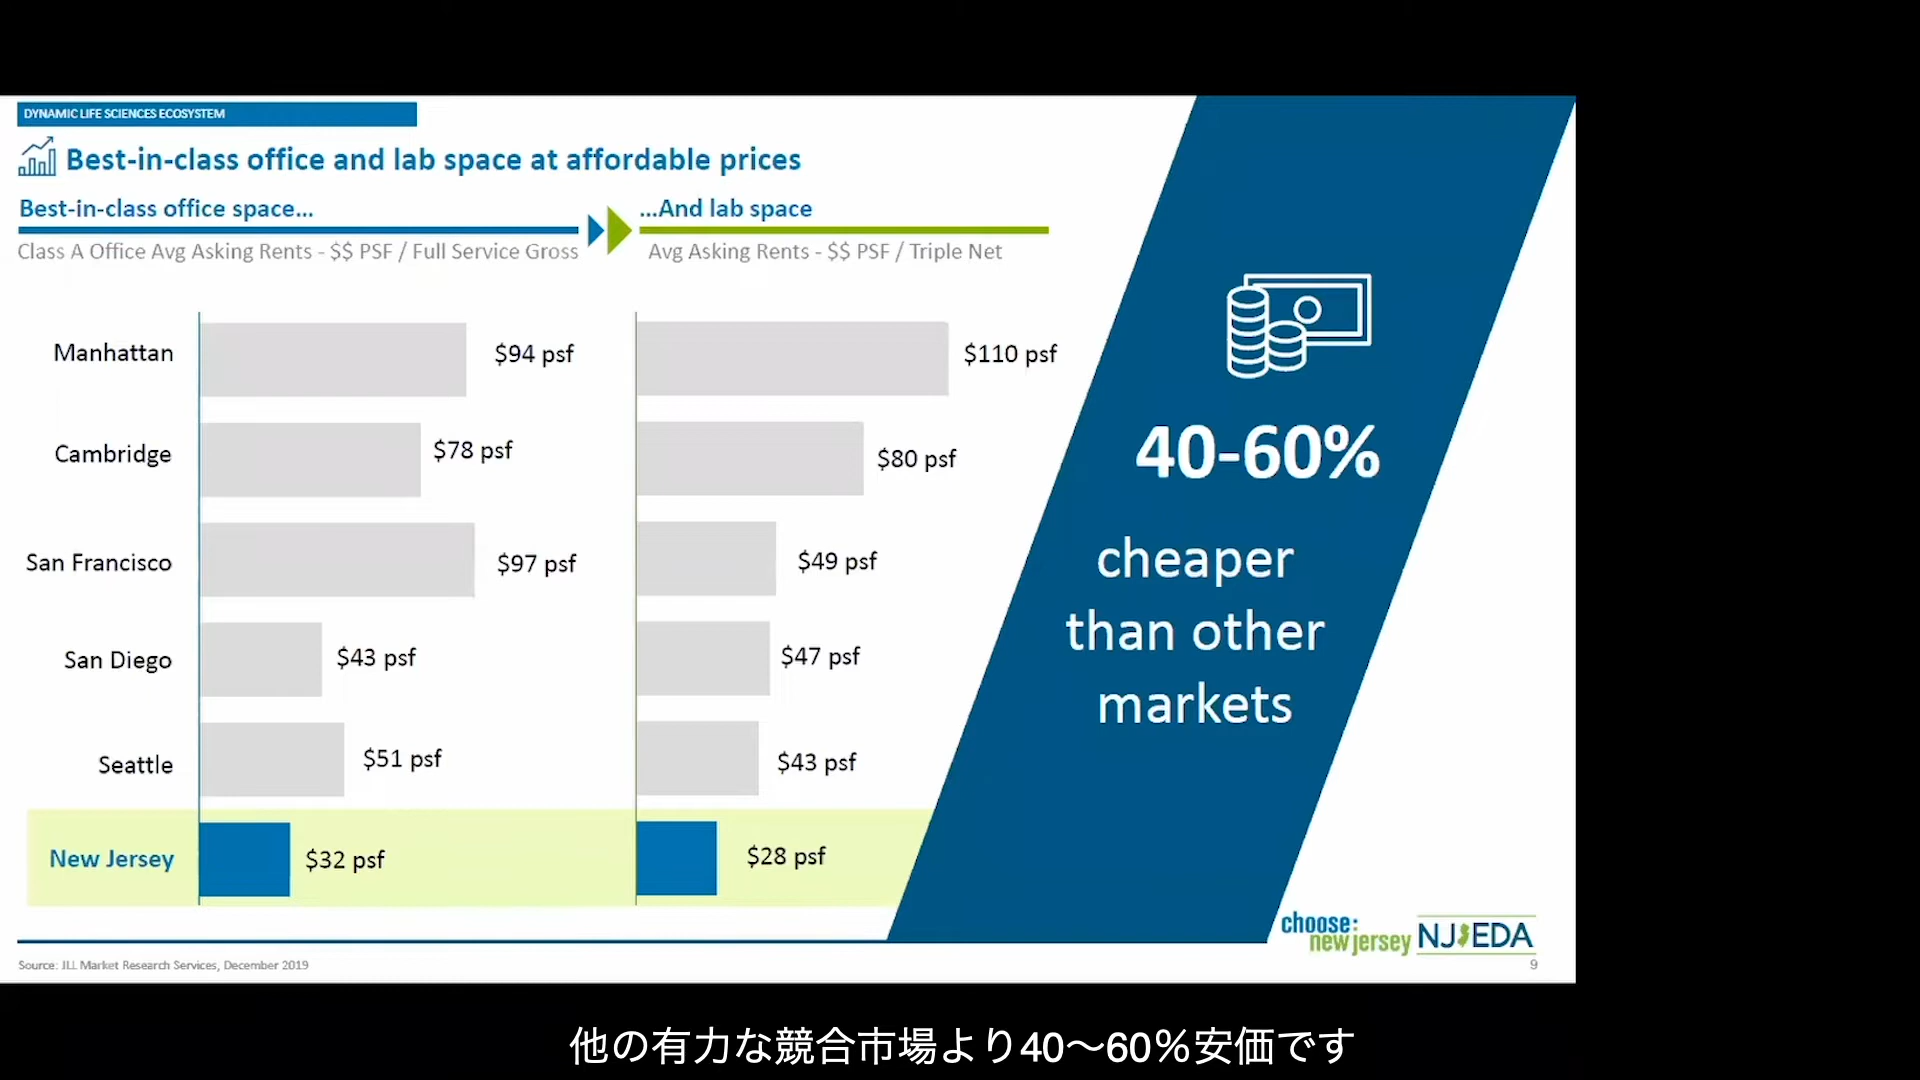 DYNAMIC LIFE SCIENCES ECOSYSTEM
Best-in-class office and lab space at affordable prices
Best-in-class office space...
Class A Office Avg Asking Rents - $$ PSF / Full Service Gross
...And lab space
Avg Asking Rents - $$ PSF / Triple Net
Manhattan $94 psf $110 psf
Cambridge $78 psf $80 psf
San Francisco $97 psf $49 psf
San Diego $43 psf $47 psf
Seattle $51 psf $43 psf
New Jersey $32 psf $28 psf
40-60%
cheaper
than other
markets
choose:
new jersey
NJEDA
Source: JLL Market Research Services, December 2019
9
他の有力な競合市場より40～60％安価です